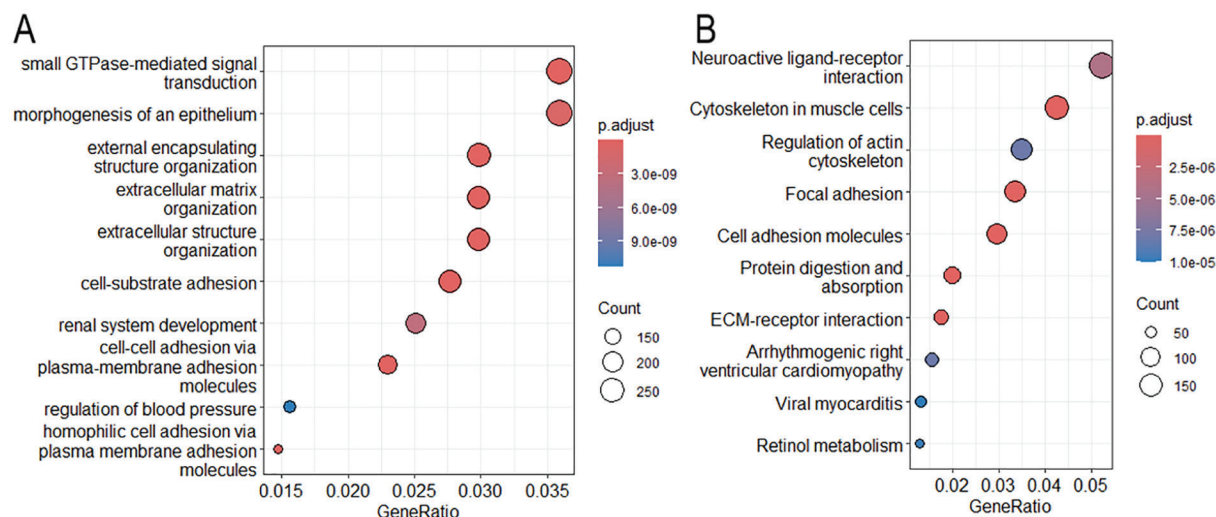 A
small GTPase-mediated signal
transduction
morphogenesis of an epithelium
external encapsulating
structure organization
extracellular matrix
organization
extracellular structure
organization
cell-substrate adhesion
renal system development
cell-cell adhesion via
plasma-membrane adhesion
molecules
regulation of blood pressure
homophilic cell adhesion via
plasma membrane adhesion
molecules
0.015 0.020 0.025 0.030 0.035
GeneRatio
p.adjust
3.0e-09
6.0e-09
9.0e-09
Count
150
200
250
B
Neuroactive ligand-receptor
interaction
Cytoskeleton in muscle cells
Regulation of actin
cytoskeleton
Focal adhesion
Cell adhesion molecules
Protein digestion and
absorption
ECM-receptor interaction
Arrhythmogenic right
ventricular cardiomyopathy
Viral myocarditis
Retinol metabolism
0.02 0.03 0.04 0.05
GeneRatio
p.adjust
2.5e-06
5.0e-06
7.5e-06
1.0e-05
Count
50
100
150